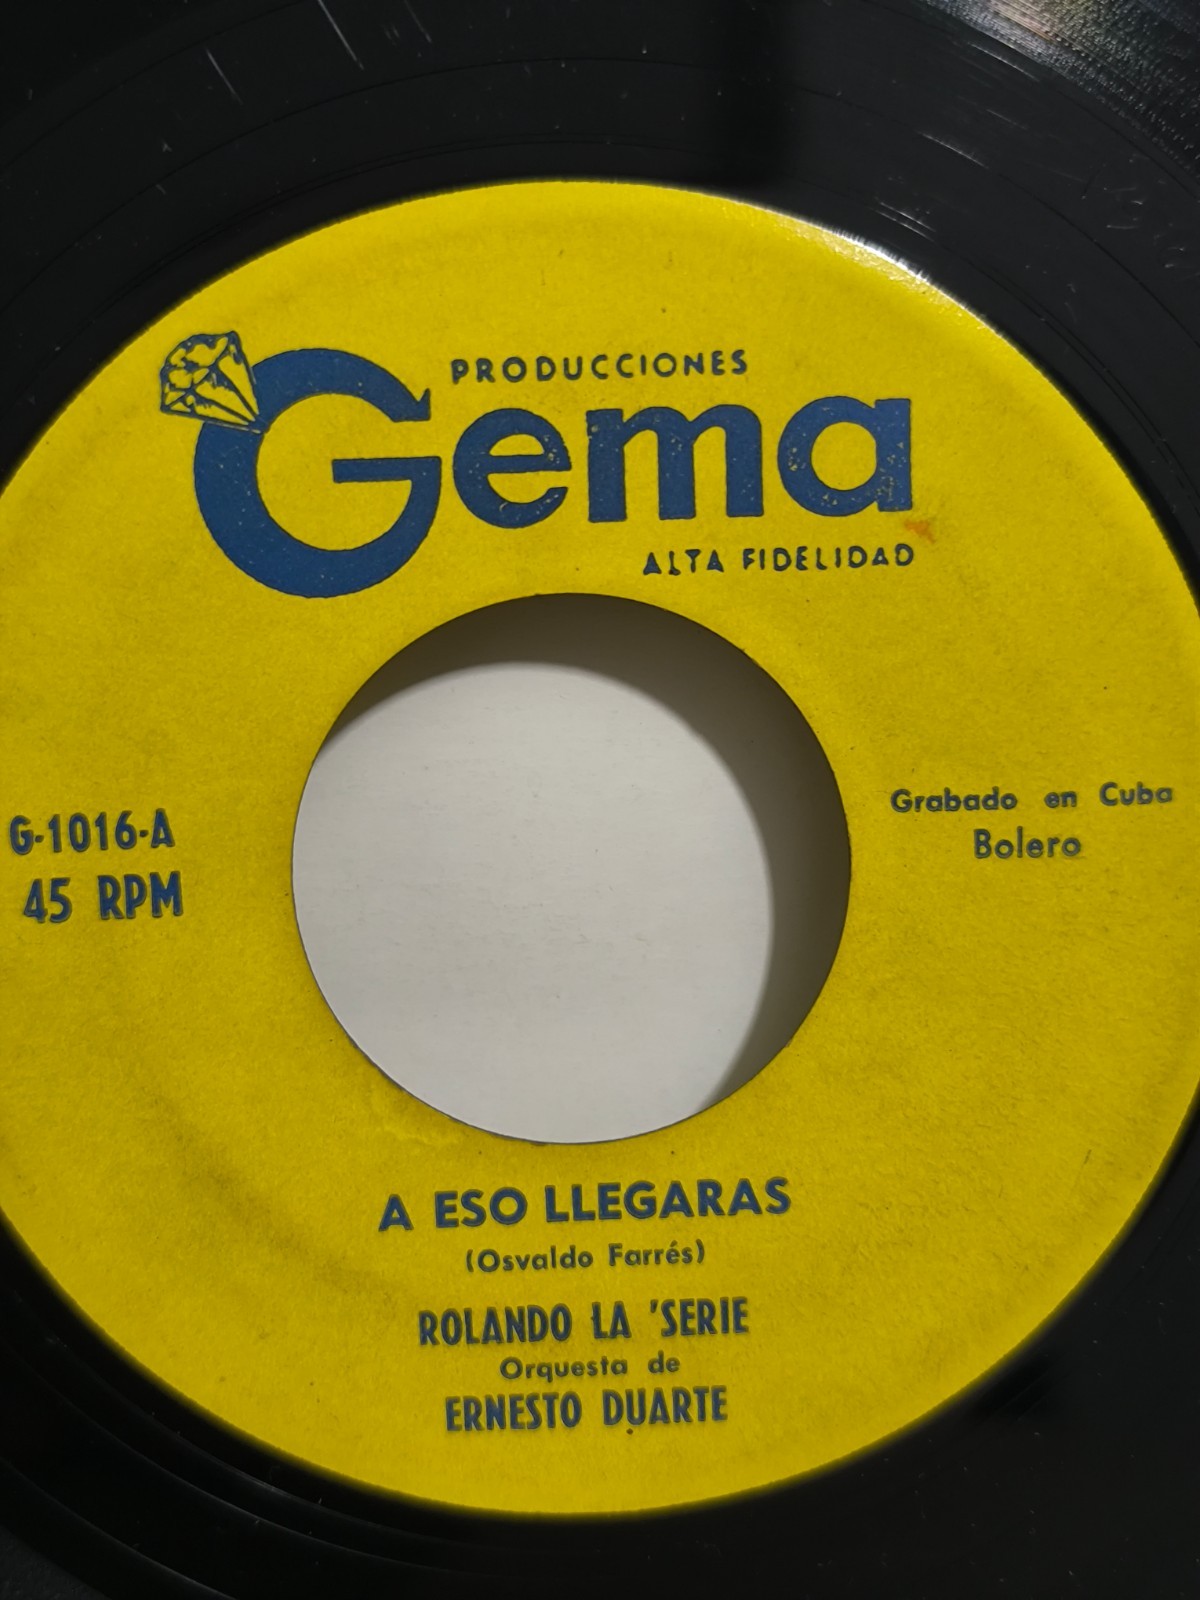 PRODUCCIONES
Gema
ALTA FIDELIDAD
G-1016-A
45 RPM
Grabado en Cuba
Bolero
A ESO LLEGARAS
(Osvaldo Farrés)
ROLANDO LA 'SERIE
Orquesta de
ERNESTO DUARTE